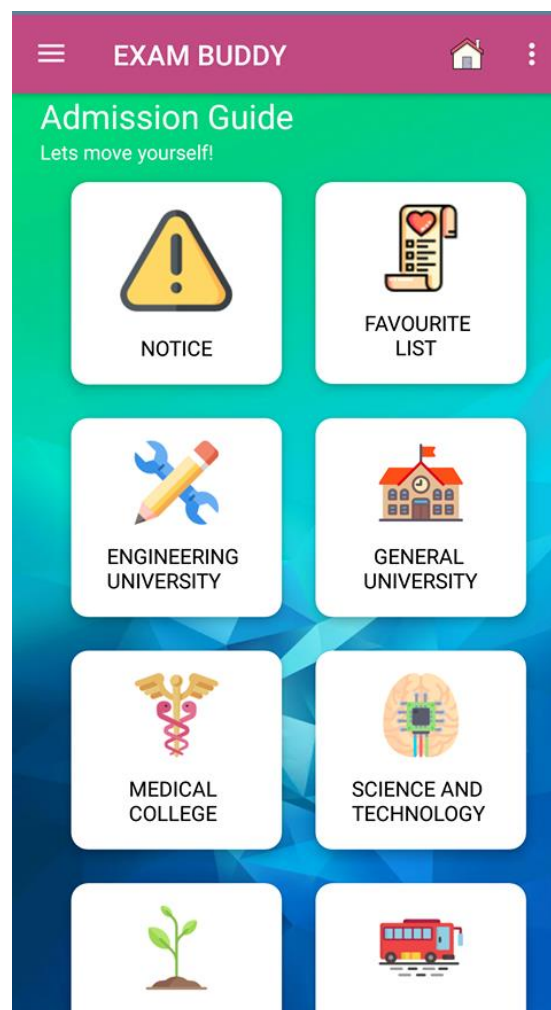 EXAM BUDDY
Admission Guide
Lets move yourself!
NOTICE
FAVOURITE
LIST
ENGINEERING
UNIVERSITY
GENERAL
UNIVERSITY
MEDICAL
COLLEGE
SCIENCE AND
TECHNOLOGY